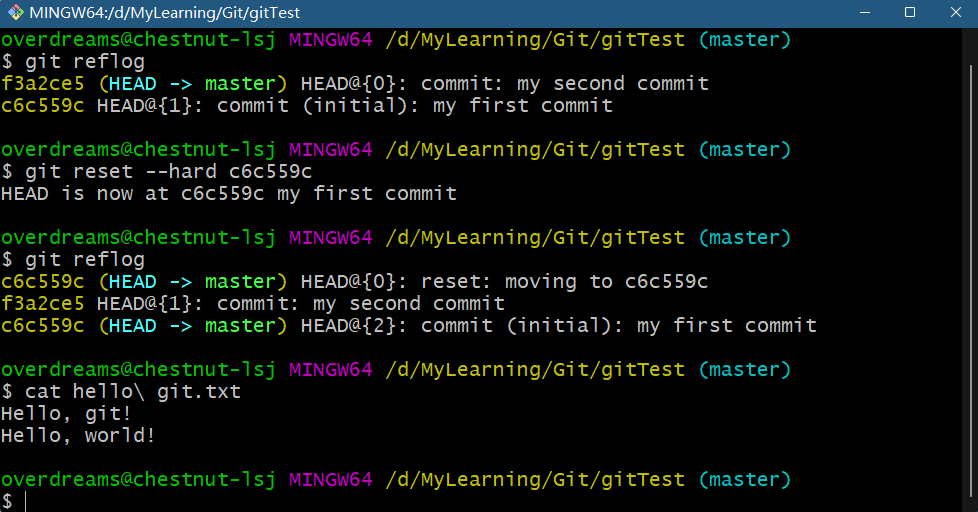 MINGW64:/d/MyLearning/Git/gitTest
overdreams@chestnut-lsj MINGW64 /d/MyLearning/Git/gitTest (master)
$ git reflog
f3a2ce5 (HEAD -> master) HEAD@{0}: commit: my second commit
c6c559c HEAD@{1}: commit (initial): my first commit
overdreams@chestnut-lsj MINGW64 /d/MyLearning/Git/gitTest (master)
$ git reset --hard c6c559c
HEAD is now at c6c559c my first commit
overdreams@chestnut-lsj MINGW64 /d/MyLearning/Git/gitTest (master)
$ git reflog
c6c559c (HEAD -> master) HEAD@{0}: reset: moving to c6c559c
f3a2ce5 HEAD@{1}: commit: my second commit
c6c559c (HEAD -> master) HEAD@{2}: commit (initial): my first commit
overdreams@chestnut-lsj MINGW64 /d/MyLearning/Git/gitTest (master)
$ cat hello\ git.txt
Hello, git!
Hello, world!
overdreams@chestnut-lsj MINGW64 /d/MyLearning/Git/gitTest (master)
$